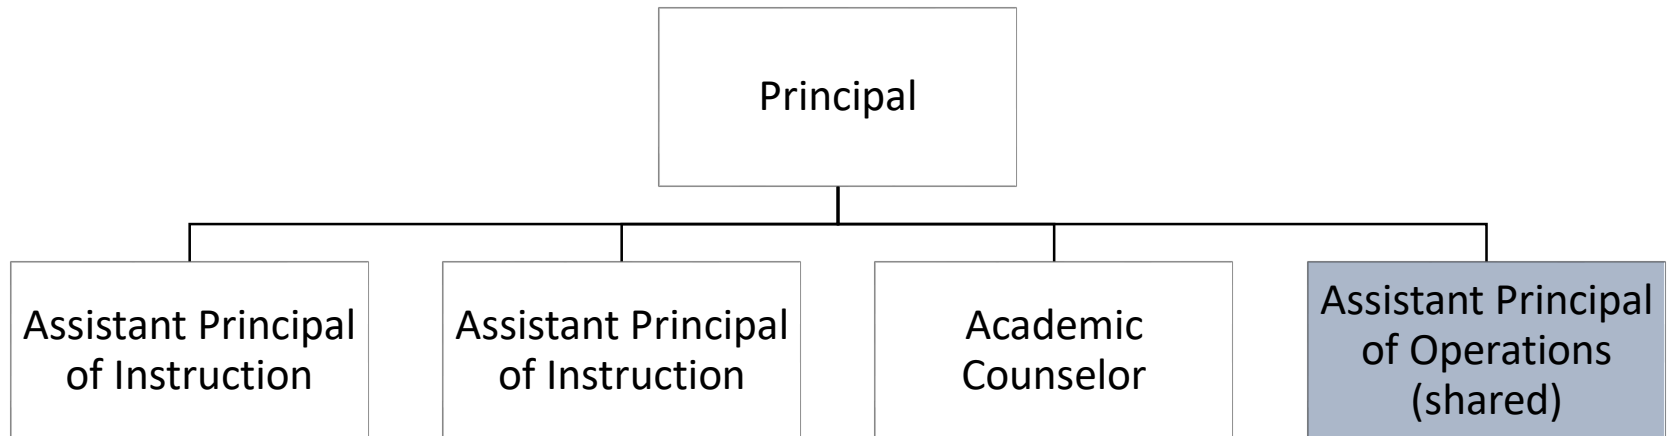 Principal
Assistant Principal
of Instruction
Assistant Principal
of Instruction
Academic
Counselor
Assistant Principal
of Operations
(shared)